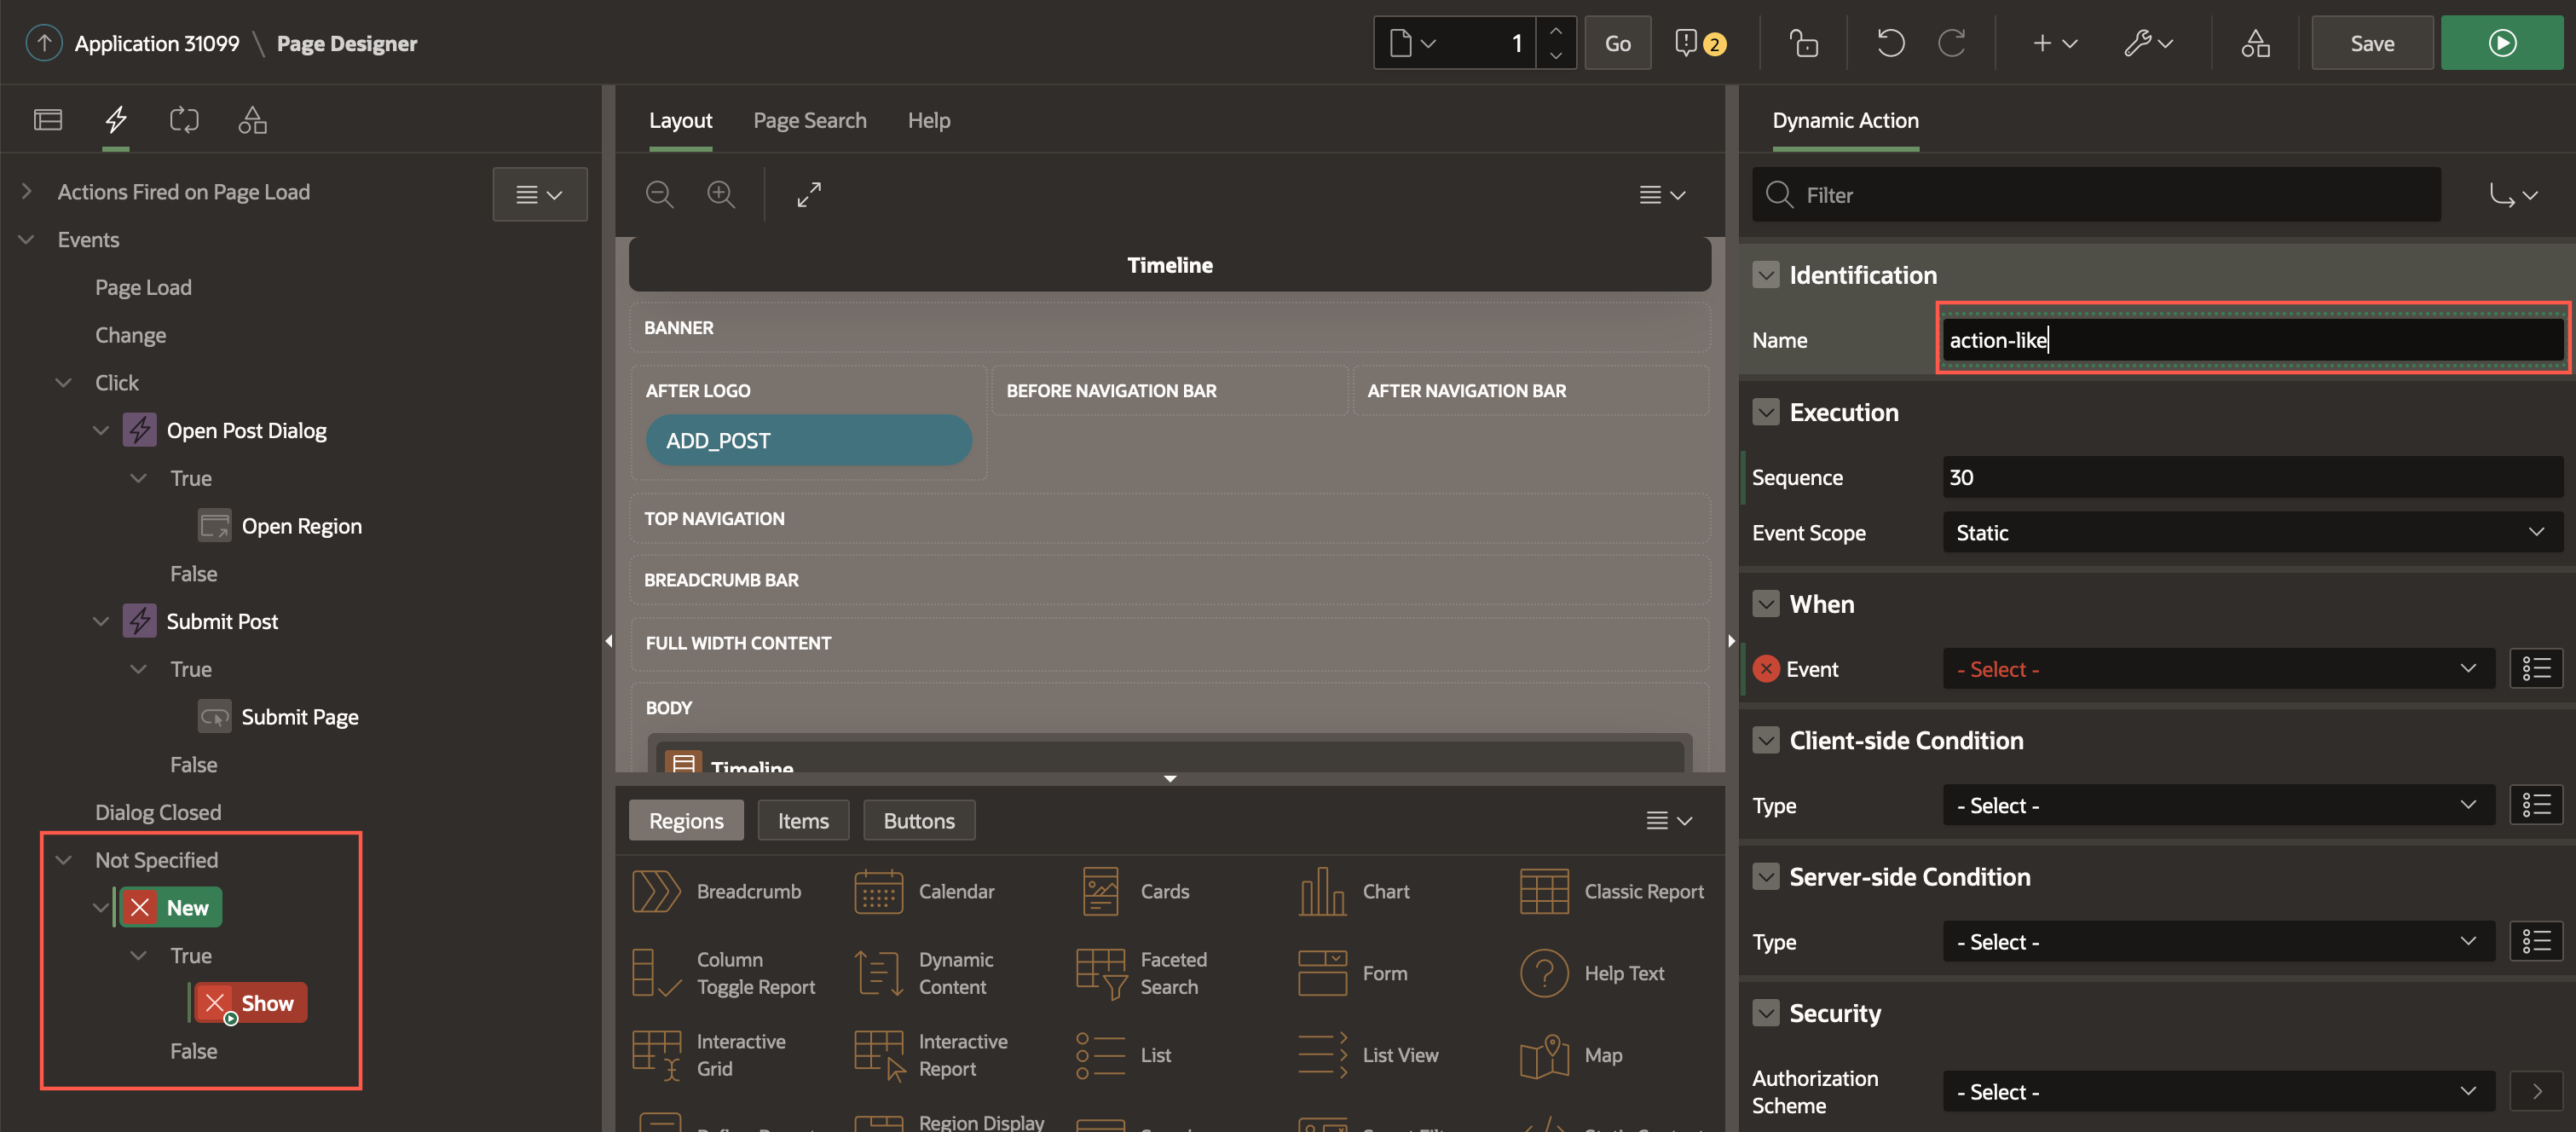 Application 31099 \ Page Designer
1
Go
2
Save
Actions Fired on Page Load
Events
Page Load
Change
Click
Open Post Dialog
True
Open Region
False
Submit Post
True
Submit Page
False
Dialog Closed
Not Specified
New
True
Show
False
Layout
Page Search
Help
Timeline
BANNER
AFTER LOGO
BEFORE NAVIGATION BAR
AFTER NAVIGATION BAR
ADD_POST
TOP NAVIGATION
BREADCRUMB BAR
FULL WIDTH CONTENT
BODY
Timeline
Regions
Items
Buttons
Breadcrumb
Calendar
Cards
Chart
Classic Report
Column
Toggle Report
Dynamic
Content
Faceted
Search
Form
Help Text
Interactive
Grid
Interactive
Report
List
List View
Map
Region Display
Dynamic Action
Filter
Identification
Name
action-like
Execution
Sequence
30
Event Scope
Static
When
Event
- Select -
Client-side Condition
Type
- Select -
Server-side Condition
Type
- Select -
Security
Authorization
Scheme
- Select -